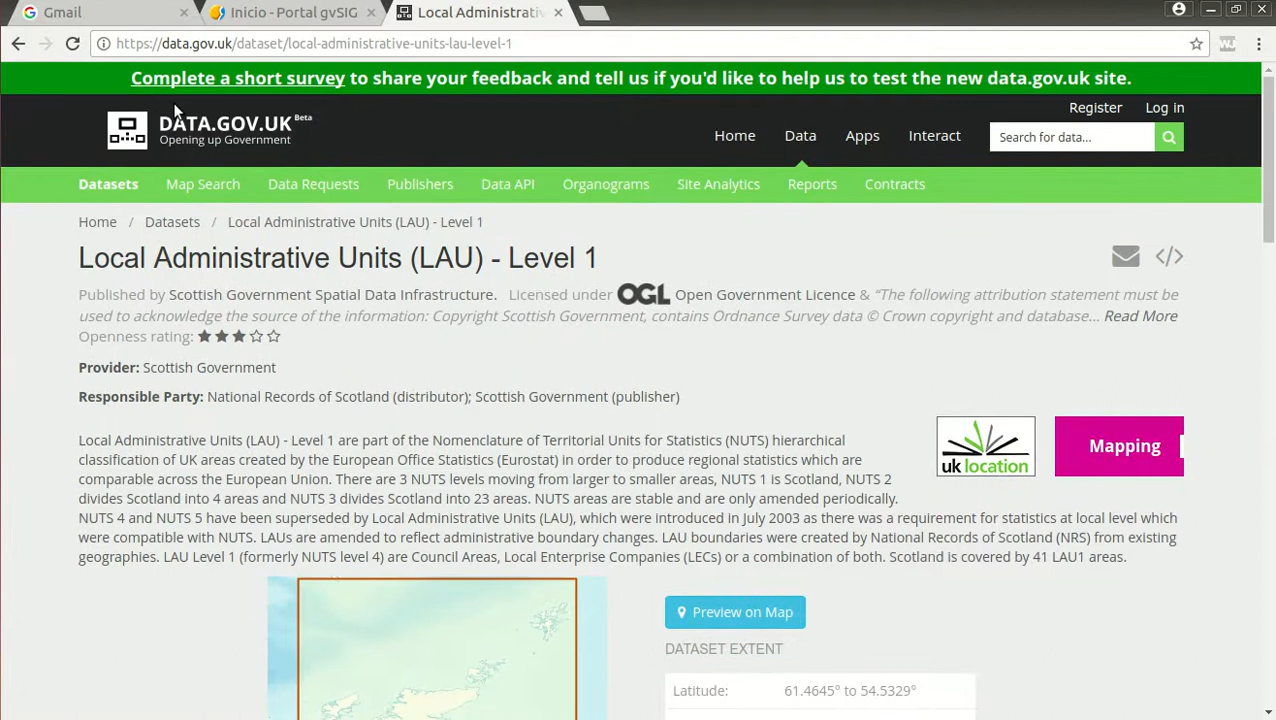 Gmail
Inicio - Portal gvSIG
Local Administrativ
https://data.gov.uk/dataset/local-administrative-units-lau-level-1
Complete a short survey to share your feedback and tell us if you'd like to help us to test the new data.gov.uk site.
Register Log in
DATA.GOV.UK Beta
Opening up Government
Home Data Apps Interact Search for data...
Datasets Map Search Data Requests Publishers Data API Organograms Site Analytics Reports Contracts
Home / Datasets / Local Administrative Units (LAU) - Level 1
Local Administrative Units (LAU) - Level 1
Published by Scottish Government Spatial Data Infrastructure. Licensed under OGL Open Government Licence & “The following attribution statement must be
used to acknowledge the source of the information: Copyright Scottish Government, contains Ordnance Survey data © Crown copyright and database... Read More
Openness rating:
Provider: Scottish Government
Responsible Party: National Records of Scotland (distributor); Scottish Government (publisher)
Local Administrative Units (LAU) - Level 1 are part of the Nomenclature of Territorial Units for Statistics (NUTS) hierarchical
classification of UK areas created by the European Office Statistics (Eurostat) in order to produce regional statistics which are
comparable across the European Union. There are 3 NUTS levels moving from larger to smaller areas, NUTS 1 is Scotland, NUTS 2
divides Scotland into 4 areas and NUTS 3 divides Scotland into 23 areas. NUTS areas are stable and are only amended periodically.
NUTS 4 and NUTS 5 have been superseded by Local Administrative Units (LAU), which were introduced in July 2003 as there was a requirement for statistics at local level which
were compatible with NUTS. LAUs are amended to reflect administrative boundary changes. LAU boundaries were created by National Records of Scotland (NRS) from existing
geographies. LAU Level 1 (formerly NUTS level 4) are Council Areas, Local Enterprise Companies (LECs) or a combination of both. Scotland is covered by 41 LAU1 areas.
uk location
Mapping
Preview on Map
DATASET EXTENT
Latitude: 61.4645° to 54.5329°